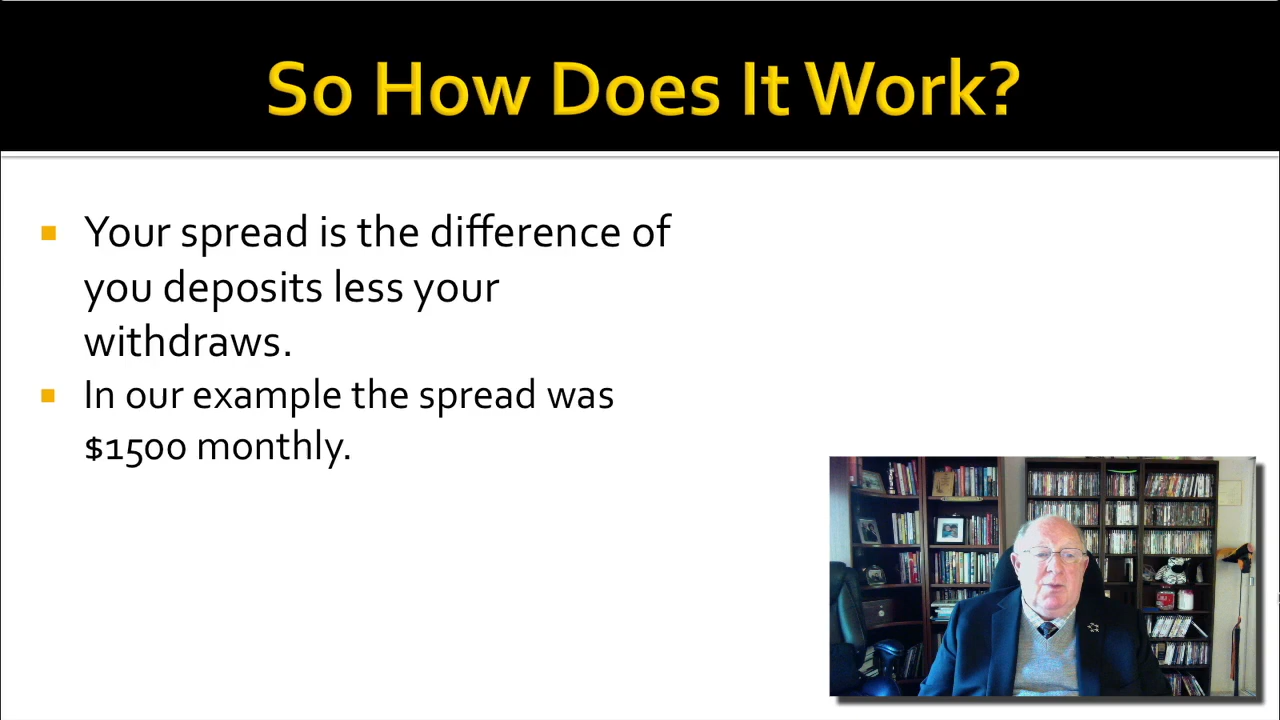 So How Does It Work?
Your spread is the difference of
you deposits less your
withdraws.
In our example the spread was
$1500 monthly.